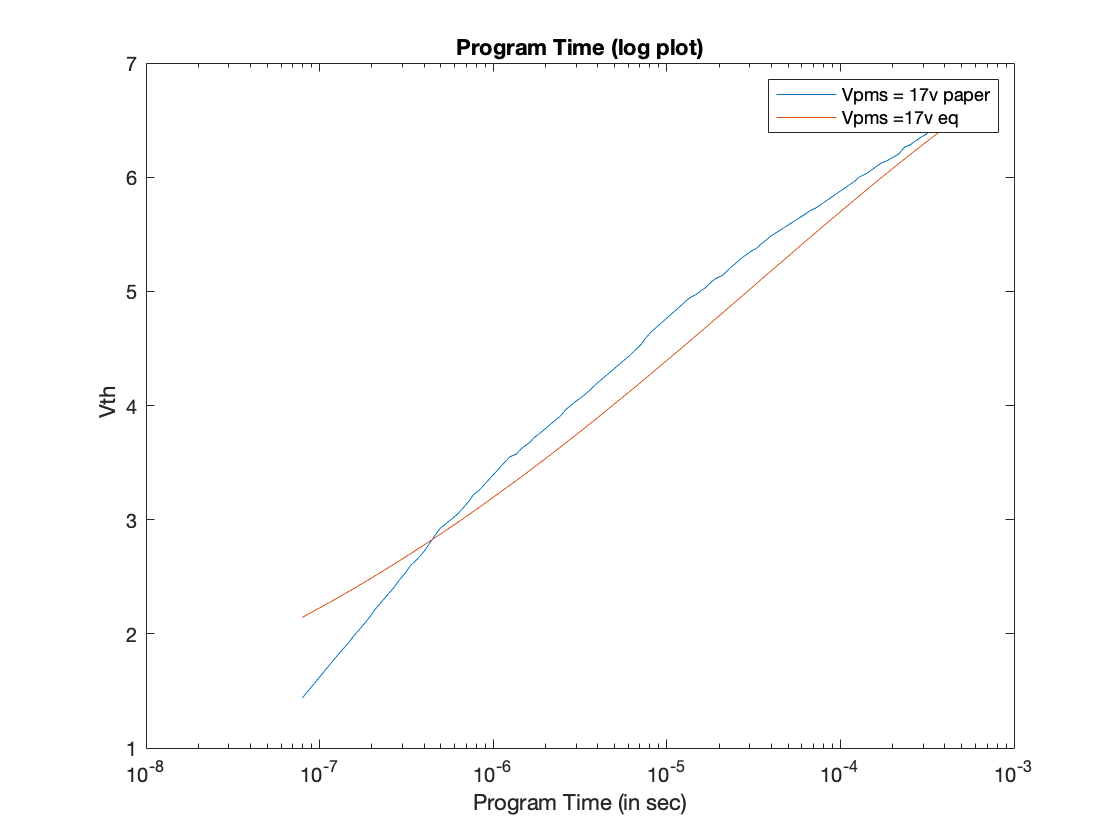 Program Time (log plot)
Vpms = 17v paper
Vpms =17v eq
7
6
5
4
3
2
1
Vth
10^-8 10^-7 10^-6 10^-5 10^-4 10^-3
Program Time (in sec)